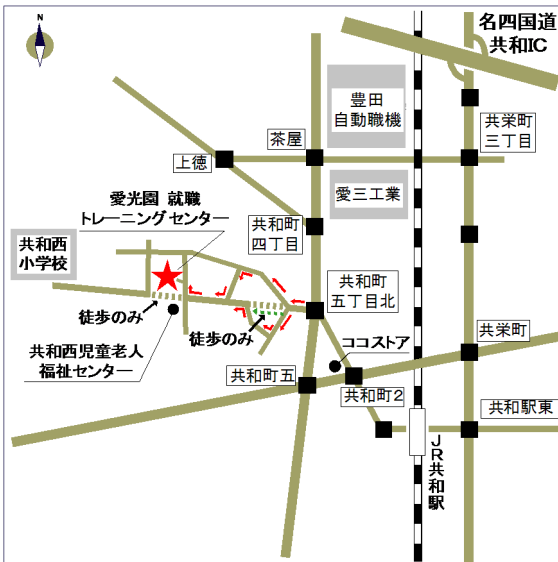 名四国道
共和IC
豊田
自動職機
共栄町
三丁目
茶屋
上徳
愛三工業
愛光園 就職
トレーニングセンター
共和西
小学校
共和町
四丁目
共和町
五丁目北
徒歩のみ
徒歩のみ
共栄町
ココストア
共和西児童老人
福祉センター
共和町五
共和町2
共和駅東
JR共和駅